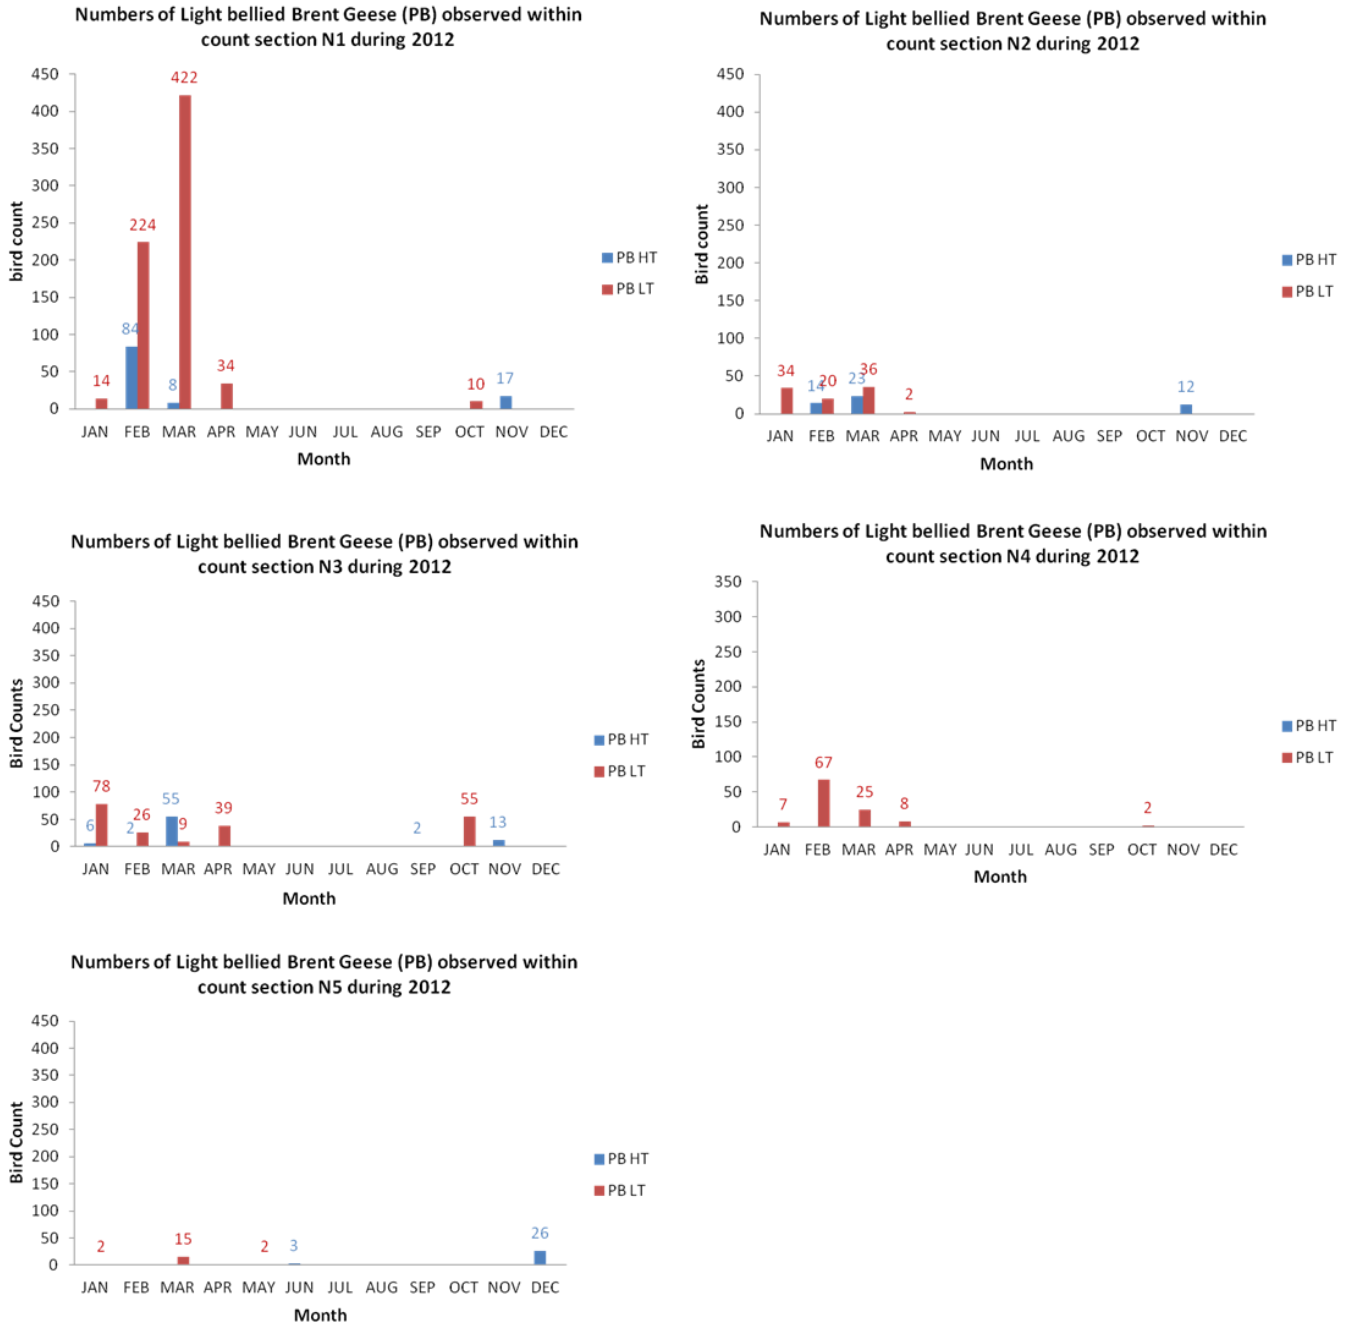 Numbers of Light bellied Brent Geese (PB) observed within
count section N1 during 2012
450
400
350
300
250
200
150
100
50
0
bird count
14
84
224
8
422
34
10
17
JAN FEB MAR APR MAY JUN JUL AUG SEP OCT NOV DEC
Month
PB HT
PB LT
Numbers of Light bellied Brent Geese (PB) observed within
count section N2 during 2012
450
400
350
300
250
200
150
100
50
0
Bird count
34
14
20
23
36
2
12
JAN FEB MAR APR MAY JUN JUL AUG SEP OCT NOV DEC
Month
PB HT
PB LT
Numbers of Light bellied Brent Geese (PB) observed within
count section N3 during 2012
450
400
350
300
250
200
150
100
50
0
Bird Counts
6
78
2
26
55
9
39
2
55
13
JAN FEB MAR APR MAY JUN JUL AUG SEP OCT NOV DEC
Month
PB HT
PB LT
Numbers of Light bellied Brent Geese (PB) observed within
count section N4 during 2012
350
300
250
200
150
100
50
0
Bird Counts
7
67
25
8
2
JAN FEB MAR APR MAY JUN JUL AUG SEP OCT NOV DEC
Month
PB HT
PB LT
Numbers of Light bellied Brent Geese (PB) observed within
count section N5 during 2012
450
400
350
300
250
200
150
100
50
0
Bird Count
2
15
2
3
26
JAN FEB MAR APR MAY JUN JUL AUG SEP OCT NOV DEC
Month
PB HT
PB LT